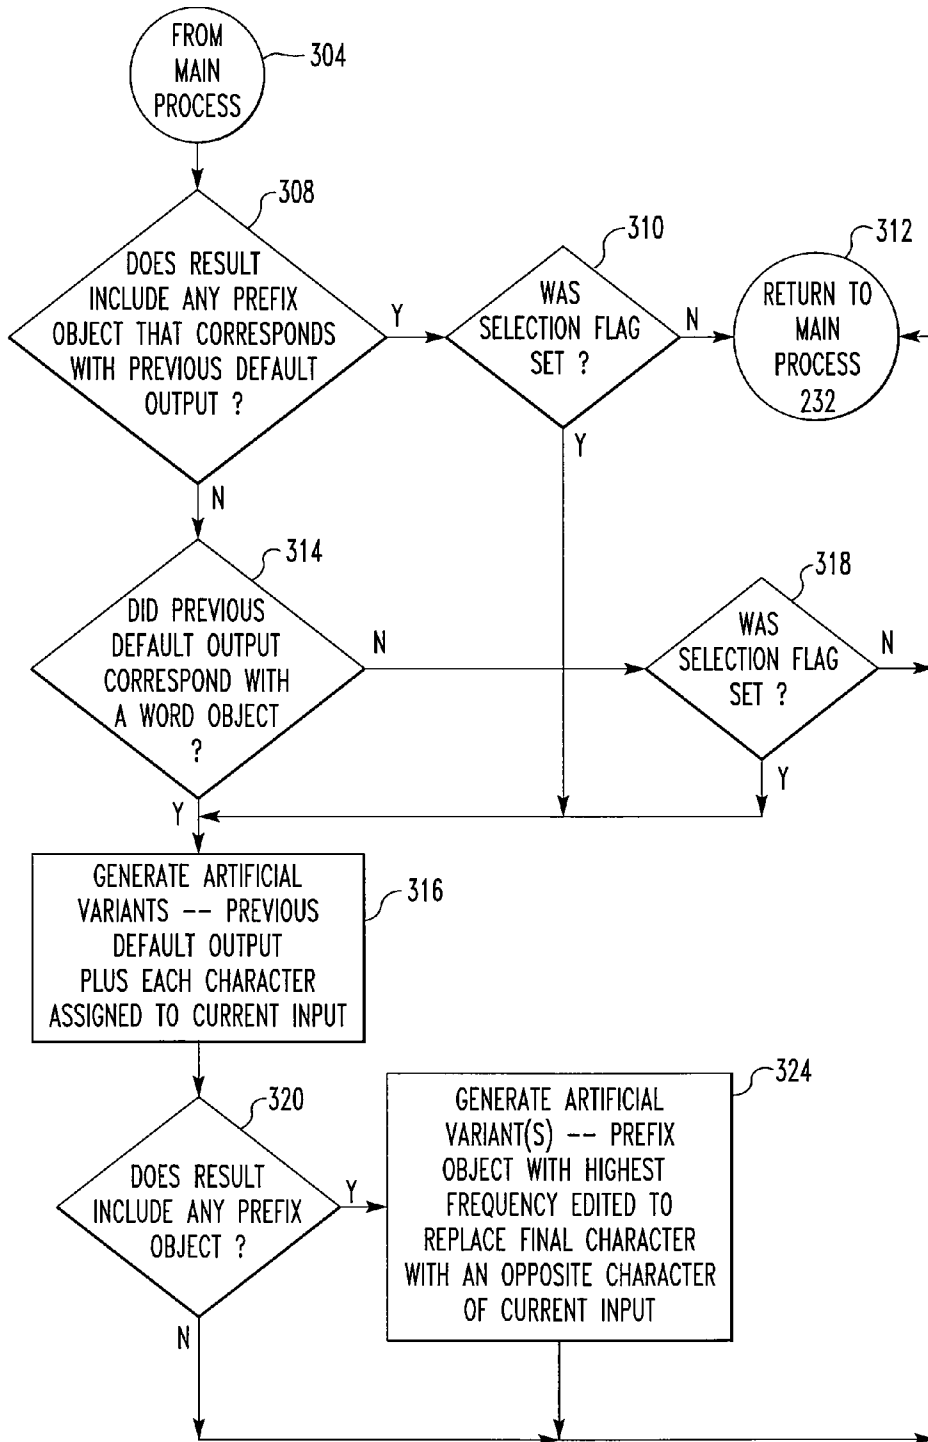 FROM
MAIN
PROCESS
304
308
DOES RESULT
INCLUDE ANY PREFIX
OBJECT THAT CORRESPONDS
WITH PREVIOUS DEFAULT
OUTPUT ?
Y
N
310
WAS
SELECTION FLAG
SET ?
N
Y
312
RETURN TO
MAIN
PROCESS
232
314
DID PREVIOUS
DEFAULT OUTPUT
CORRESPOND WITH
A WORD OBJECT
?
N
Y
318
WAS
SELECTION FLAG
SET ?
N
Y
GENERATE ARTIFICIAL
VARIANTS -- PREVIOUS
DEFAULT OUTPUT
PLUS EACH CHARACTER
ASSIGNED TO CURRENT INPUT
316
320
DOES RESULT
INCLUDE ANY PREFIX
OBJECT ?
Y
N
324
GENERATE ARTIFICIAL
VARIANT(S) -- PREFIX
OBJECT WITH HIGHEST
FREQUENCY EDITED TO
REPLACE FINAL CHARACTER
WITH AN OPPOSITE CHARACTER
OF CURRENT INPUT